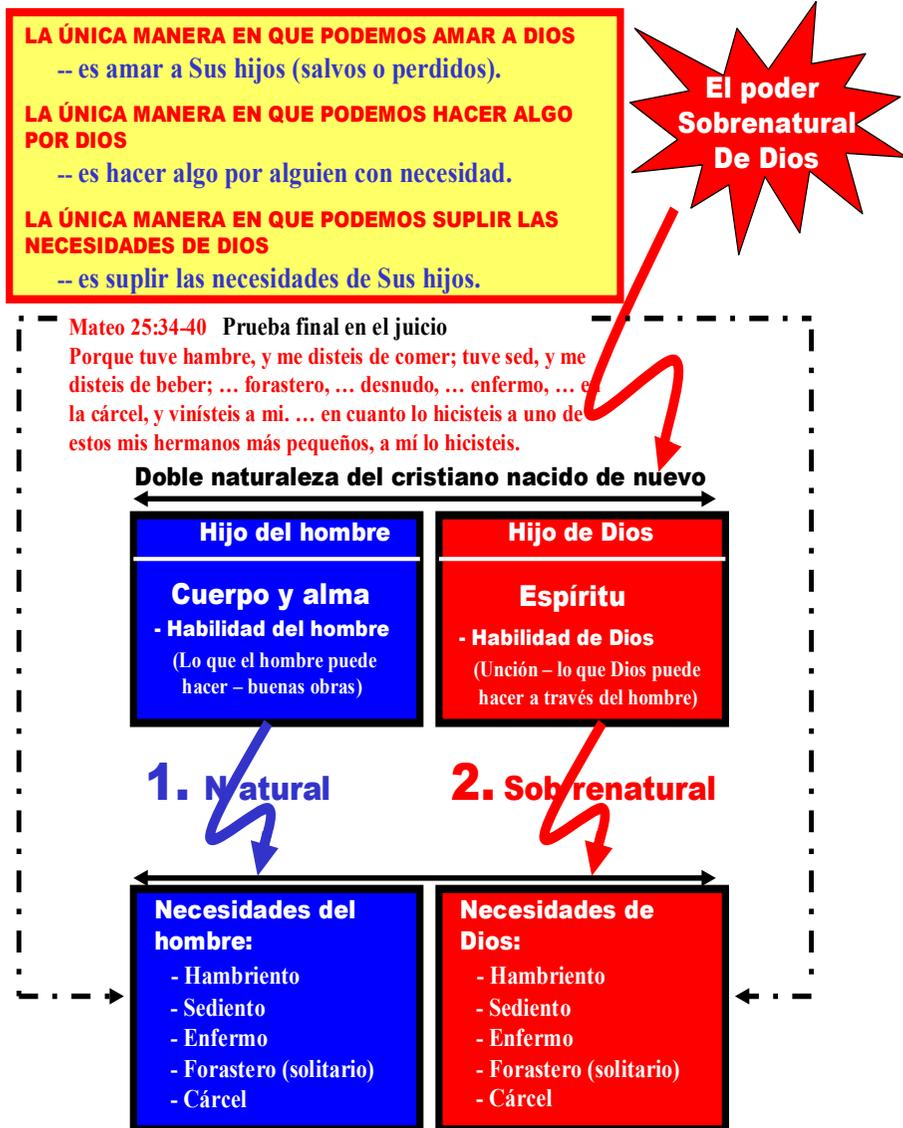 LA ÚNICA MANERA EN QUE PODEMOS AMAR A DIOS
-- es amar a Sus hijos (salvos o perdidos).
LA ÚNICA MANERA EN QUE PODEMOS HACER ALGO
POR DIOS
-- es hacer algo por alguien con necesidad.
LA ÚNICA MANERA EN QUE PODEMOS SUPLIR LAS
NECESIDADES DE DIOS
-- es suplir las necesidades de Sus hijos.
El poder
Sobrenatural
De Dios
Mateo 25:34-40 Prueba final en el juicio
Porque tuve hambre, y me disteis de comer; tuve sed, y me
disteis de beber; … forastero, … desnudo, … enfermo, … en
la cárcel, y vinísteis a mi. … en cuanto lo hicisteis a uno de
estos mis hermanos más pequeños, a mí lo hicisteis.
Doble naturaleza del cristiano nacido de nuevo
Hijo del hombre
Cuerpo y alma
- Habilidad del hombre
(Lo que el hombre puede
hacer – buenas obras)
Hijo de Dios
Espíritu
- Habilidad de Dios
(Unción – lo que Dios puede
hacer a través del hombre)
1. Natural
2. Sobrenatural
Necesidades del
hombre:
- Hambriento
- Sediento
- Enfermo
- Forastero (solitario)
- Cárcel
Necesidades de
Dios:
- Hambriento
- Sediento
- Enfermo
- Forastero (solitario)
- Cárcel